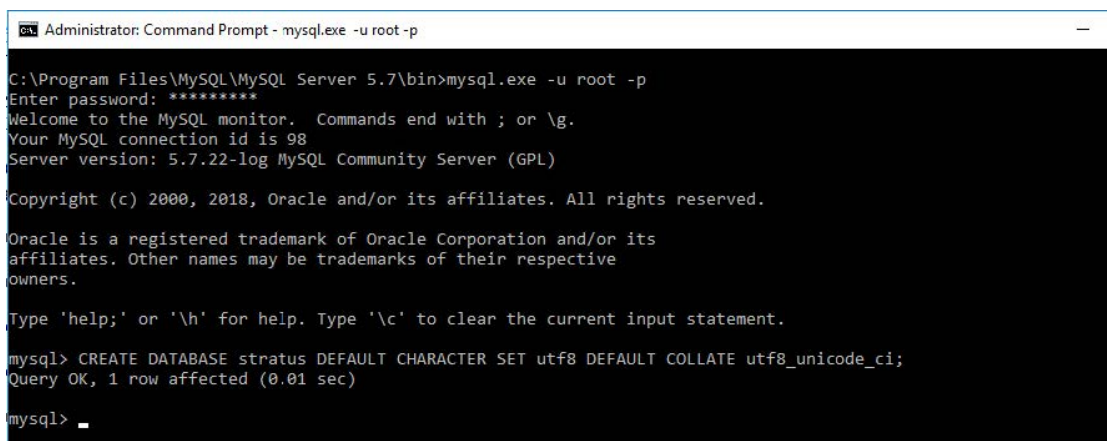 Administrator: Command Prompt - mysql.exe -u root -p
C:\Program Files\MySQL\MySQL Server 5.7\bin>mysql.exe -u root -p
Enter password: *********
Welcome to the MySQL monitor.  Commands end with ; or \g.
Your MySQL connection id is 98
Server version: 5.7.22-log MySQL Community Server (GPL)
Copyright (c) 2000, 2018, Oracle and/or its affiliates. All rights reserved.
Oracle is a registered trademark of Oracle Corporation and/or its
affiliates. Other names may be trademarks of their respective
owners.
Type 'help;' or '\h' for help. Type '\c' to clear the current input statement.
mysql> CREATE DATABASE stratus DEFAULT CHARACTER SET utf8 DEFAULT COLLATE utf8_unicode_ci;
Query OK, 1 row affected (0.01 sec)
mysql>